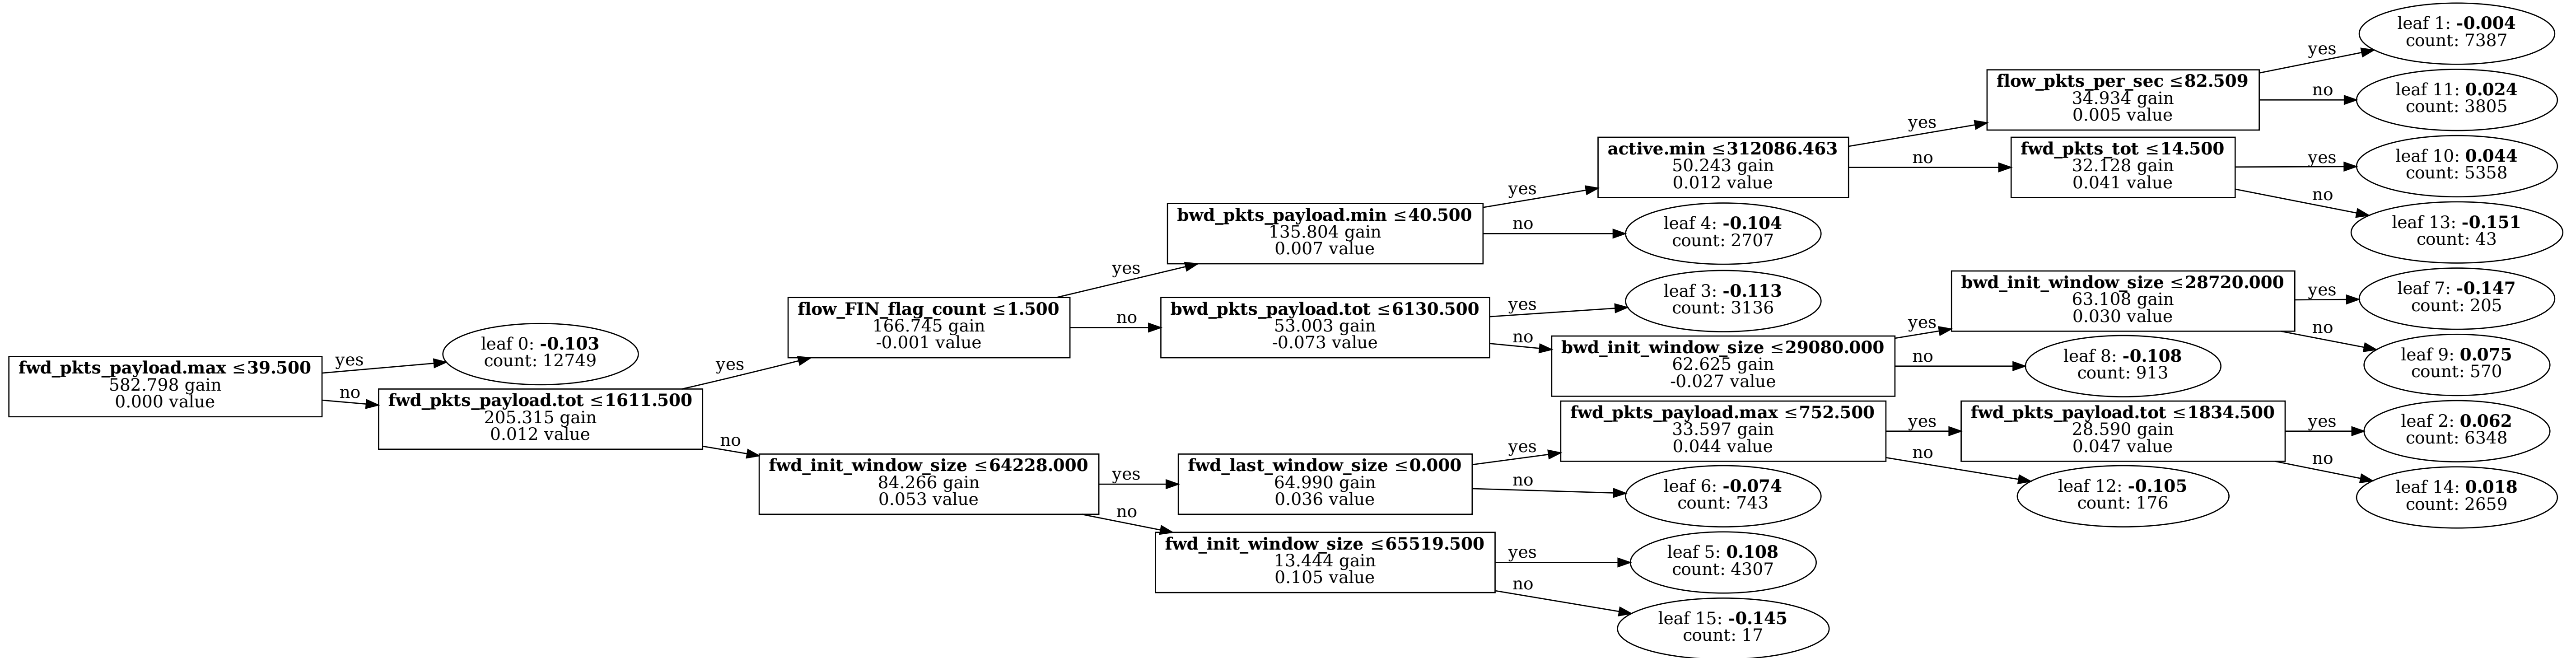 fwd_pkts_payload.max ≤39.500
582.798 gain
0.000 value
yes
no
leaf 0: -0.103
count: 12749
fwd_pkts_payload.tot ≤1611.500
205.315 gain
0.012 value
yes
no
flow_FIN_flag_count ≤1.500
166.745 gain
-0.001 value
yes
no
fwd_init_window_size ≤64228.000
84.266 gain
0.053 value
yes
no
bwd_pkts_payload.min ≤40.500
135.804 gain
0.007 value
yes
no
bwd_pkts_payload.tot ≤6130.500
53.003 gain
-0.073 value
yes
no
fwd_last_window_size ≤0.000
64.990 gain
0.036 value
yes
no
fwd_init_window_size ≤65519.500
13.444 gain
0.105 value
yes
no
active.min ≤312086.463
50.243 gain
0.012 value
yes
no
leaf 4: -0.104
count: 2707
leaf 3: -0.113
count: 3136
bwd_init_window_size ≤29080.000
62.625 gain
-0.027 value
yes
no
fwd_pkts_payload.max ≤752.500
33.597 gain
0.044 value
yes
no
leaf 6: -0.074
count: 743
leaf 5: 0.108
count: 4307
leaf 15: -0.145
count: 17
flow_pkts_per_sec ≤82.509
34.934 gain
0.005 value
yes
no
fwd_pkts_tot ≤14.500
32.128 gain
0.041 value
yes
no
bwd_init_window_size ≤28720.000
63.108 gain
0.030 value
yes
no
leaf 8: -0.108
count: 913
fwd_pkts_payload.tot ≤1834.500
28.590 gain
0.047 value
yes
no
leaf 12: -0.105
count: 176
leaf 1: -0.004
count: 7387
leaf 11: 0.024
count: 3805
leaf 10: 0.044
count: 5358
leaf 13: -0.151
count: 43
leaf 7: -0.147
count: 205
leaf 9: 0.075
count: 570
leaf 2: 0.062
count: 6348
leaf 14: 0.018
count: 2659